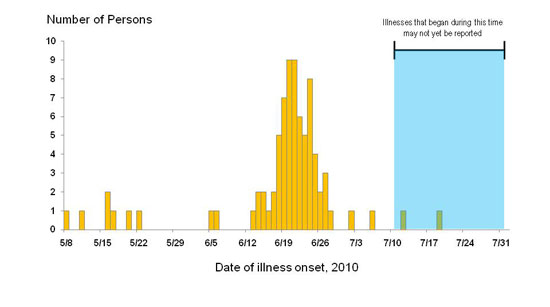 Number of Persons
Illnesses that began during this time
may not yet be reported
10
9
8
7
6
5
4
3
2
1
0
5/8 5/15 5/22 5/29 6/5 6/12 6/19 6/26 7/3 7/10 7/17 7/24 7/31
Date of illness onset, 2010